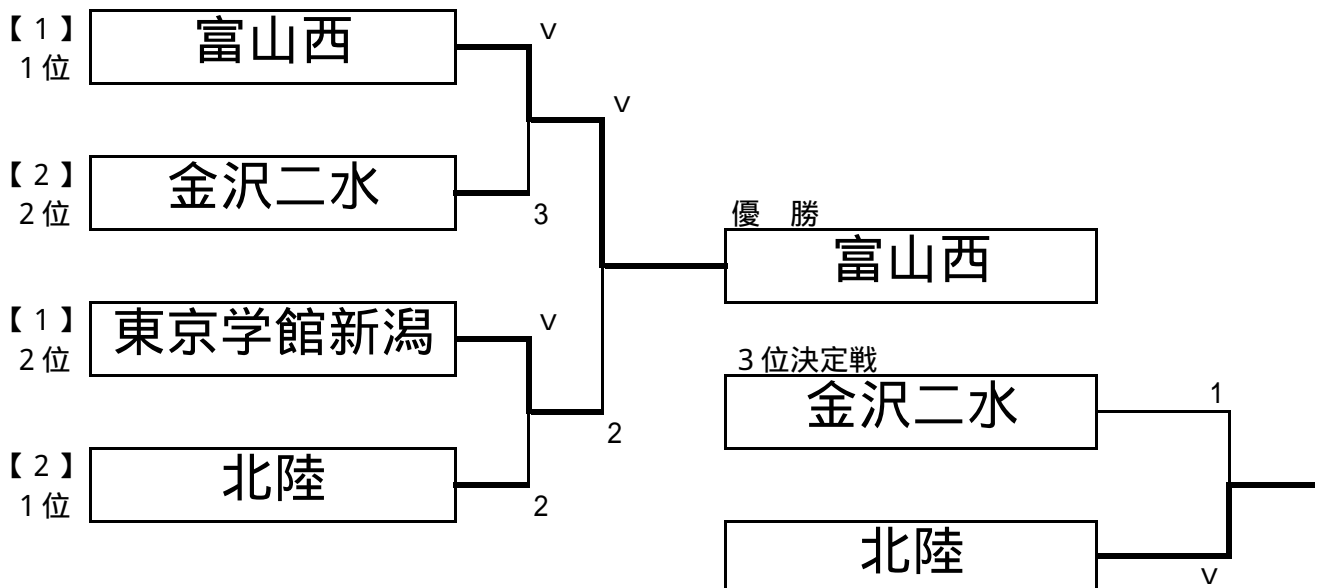 【1】
1位
富山西
V
【2】
2位
金沢二水
3
V
【1】
2位
東京学館新潟
V
【2】
1位
北陸
2
2
優 勝
富山西
3位決定戦
金沢二水
1
北陸
V